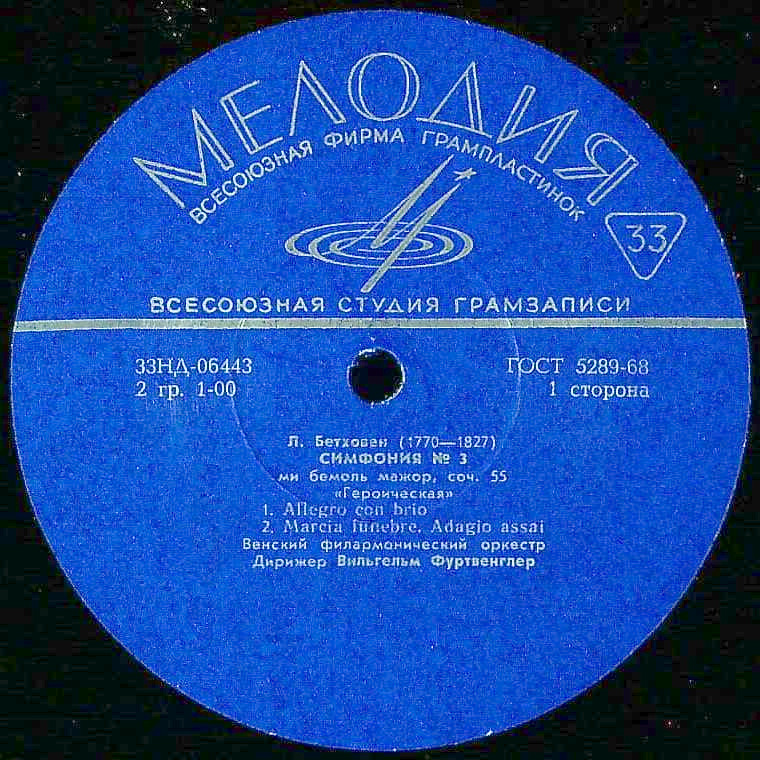 МЕЛОДИЯ
ВСЕСОЮЗНАЯ ФИРМА ГРАМПЛАСТИНОК
33
ВСЕСОЮЗНАЯ СТУДИЯ ГРАМЗАПИСИ
33НД-06443 ГОСТ 5289-68
2 гр. 1-00 1 сторона
Л. Бетховен (1770—1827)
СИМФОНИЯ № 3
ми бемоль мажор, соч. 55
«Героическая»
1. Allegro con brio
2. Marcia funebre. Adagio assai
Венский филармонический оркестр
Дирижер Вильгельм Фуртвенглер